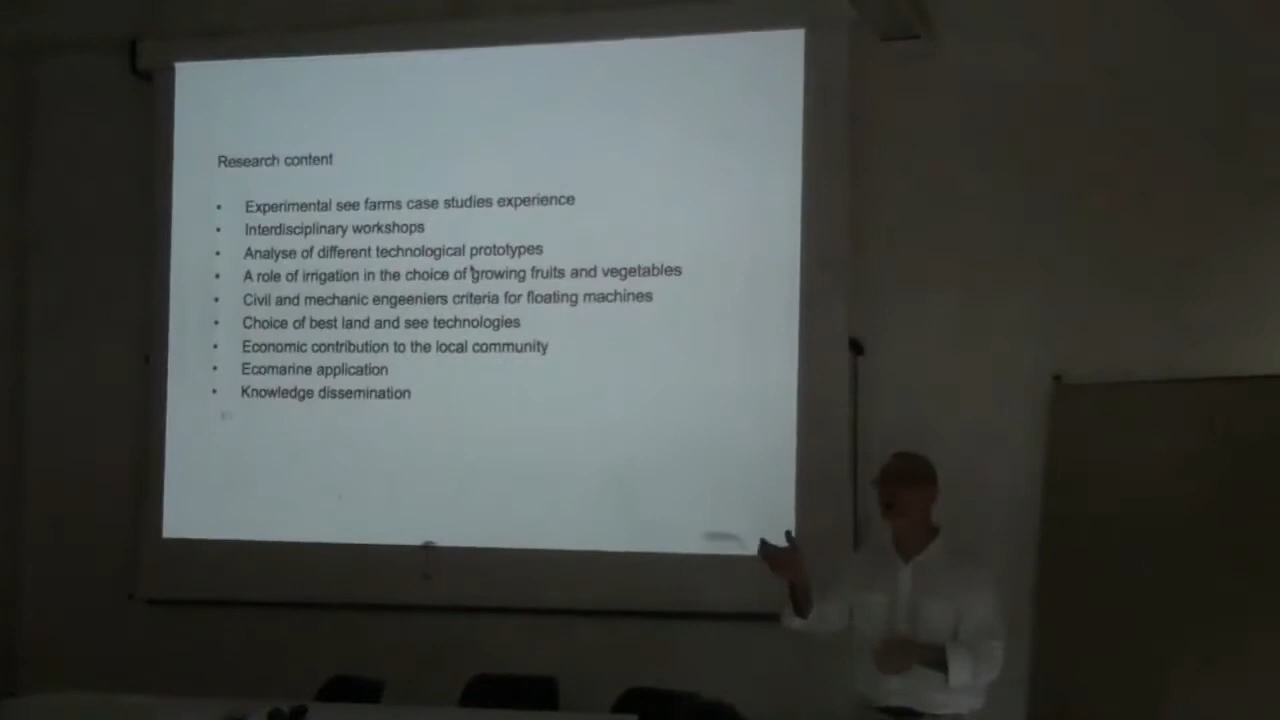 Research content
• Experimental see farms case studies experience
• Interdisciplinary workshops
• Analyse of different technological prototypes
• A role of irrigation in the choice of growing fruits and vegetables
• Civil and mechanic engeeniers criteria for floating machines
• Choice of best land and see technologies
• Economic contribution to the local community
• Ecomarine application
• Knowledge dissemination